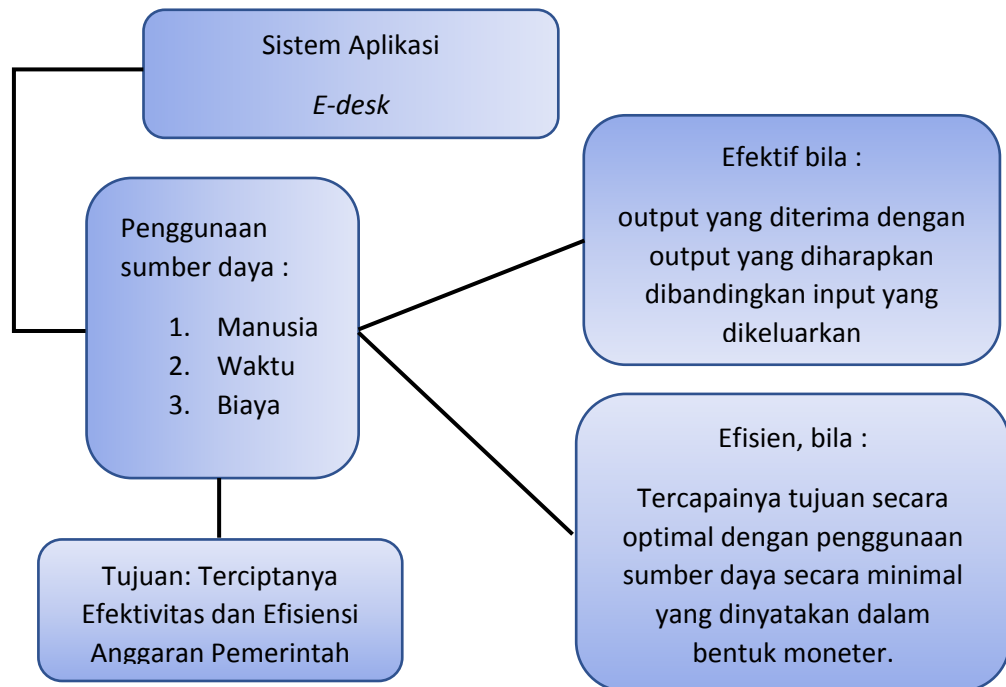 Sistem Aplikasi
E-desk
Penggunaan
sumber daya :
1. Manusia
2. Waktu
3. Biaya
Tujuan: Terciptanya
Efektivitas dan Efisiensi
Anggaran Pemerintah
Efektif bila :
output yang diterima dengan
output yang diharapkan
dibandingkan input yang
dikeluarkan
Efisien, bila :
Tercapainya tujuan secara
optimal dengan penggunaan
sumber daya secara minimal
yang dinyatakan dalam
bentuk moneter.